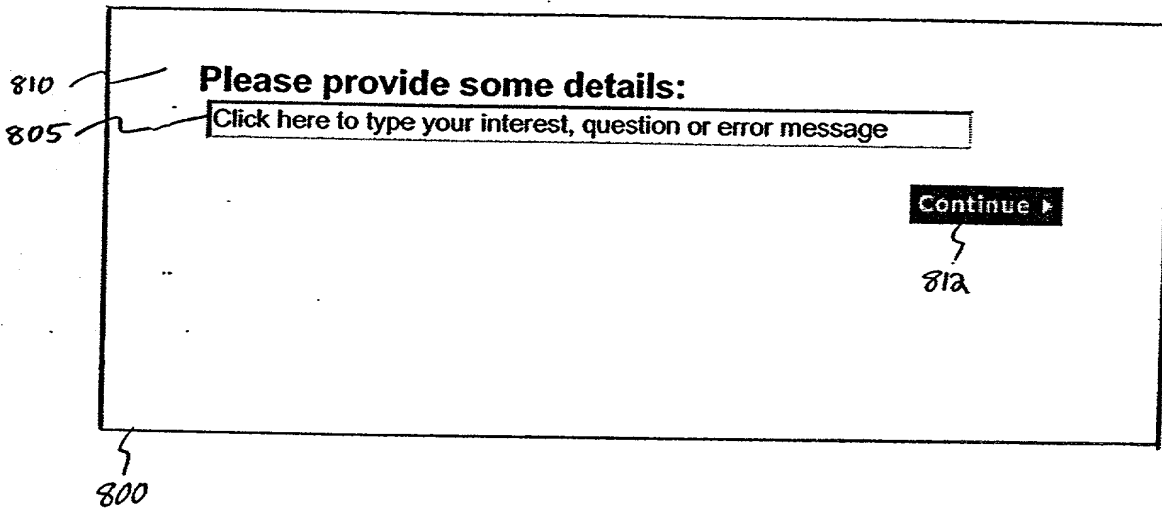 810
Please provide some details:
805
Click here to type your interest, question or error message
Continue
812
800